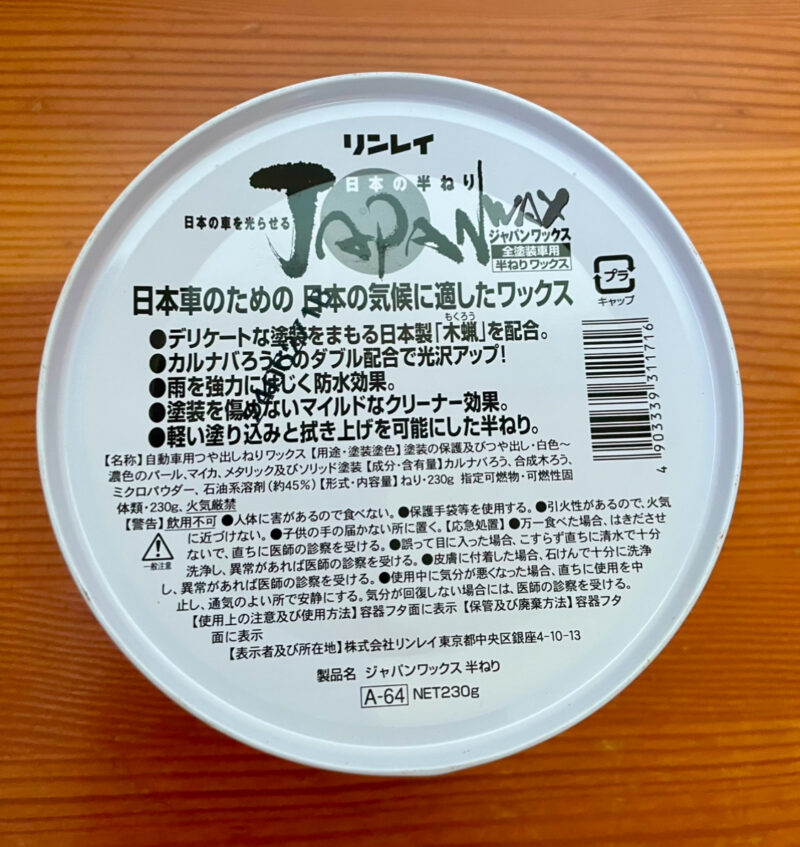 リンレイ
日本の半ねり
日本の車を光らせる
JAPAN WAX
ジャパンワックス
全塗装車用
半ねりワックス
プラ
キャップ
日本車のための 日本の気候に適したワックス
もくろう
●デリケートな塗装をまもる日本製「木蝋」を配合。
●カルナバろう のダブル配合で光沢アップ!
●雨を強力に じく防水効果。
●塗装を傷めないマイルドなクリーナー効果。
●軽い塗り込みと拭き上げを可能にした半ねり。
4 903339 311716
【名称】自動車用つや出しねりワックス【用途・塗装塗色】塗装の保護及びつや出し・白色〜
濃色のパール、マイカ、メタリック及びソリッド塗装【成分・含有量】カルナバろう、合成木ろう、
ミクロパウダー、石油系溶剤(約45%)【形式・内容量】ねり・230g 指定可燃物・可燃性固
体類・230g、火気厳禁
【警告】飲用不可 ●人体に害があるので食べない。●保護手袋等を使用する。●引火性があるので、火気
に近づけない。●子供の手の届かない所に置く。【応急処置】●万一食べた場合、はきださせ
ないで、直ちに医師の診察を受ける。●誤って目に入った場合、こすらず直ちに清水で十分
洗浄し、異常があれば医師の診察を受ける。●皮膚に付着した場合、石けんで十分に洗浄
し、異常があれば医師の診察を受ける。●使用中に気分が悪くなった場合、直ちに使用を中
止し、通気のよい所で安静にする。気分が回復しない場合には、医師の診察を受ける。
一般注意
【使用上の注意及び使用方法】容器フタ面に表示【保管及び廃棄方法】容器フタ
面に表示
【表示者及び所在地】株式会社リンレイ東京都中央区銀座4-10-13
製品名 ジャパンワックス 半ねり
A-64 NET230g